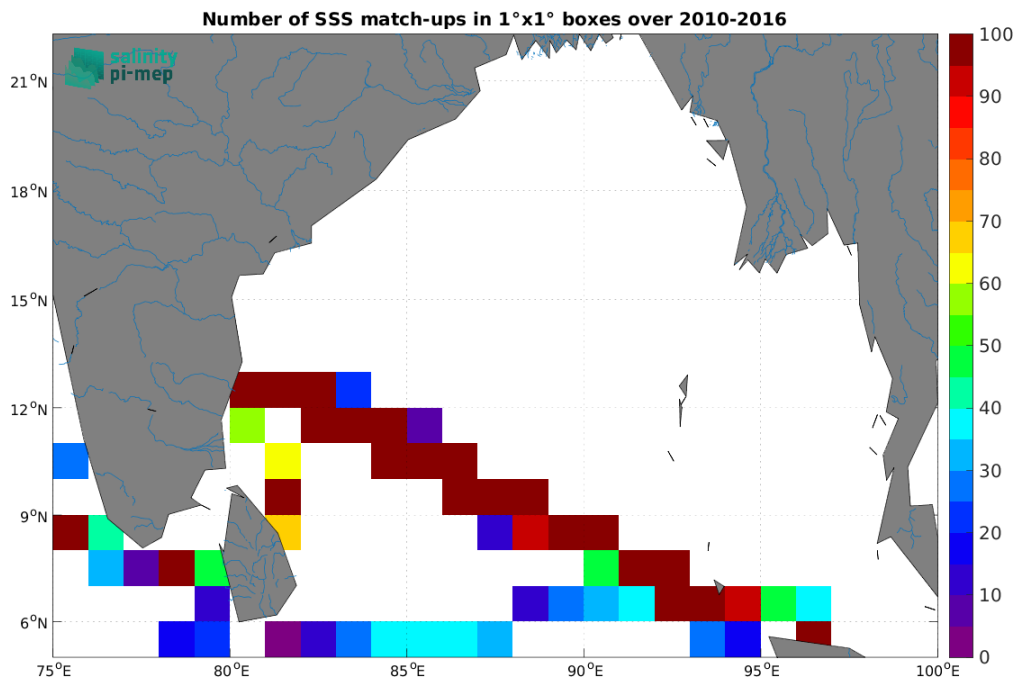 Number of SSS match-ups in 1°x1° boxes over 2010-2016
salinity
pi-mep
21°N
18°N
15°N
12°N
9°N
6°N
75°E 80°E 85°E 90°E 95°E 100°E
100
90
80
70
60
50
40
30
20
10
0